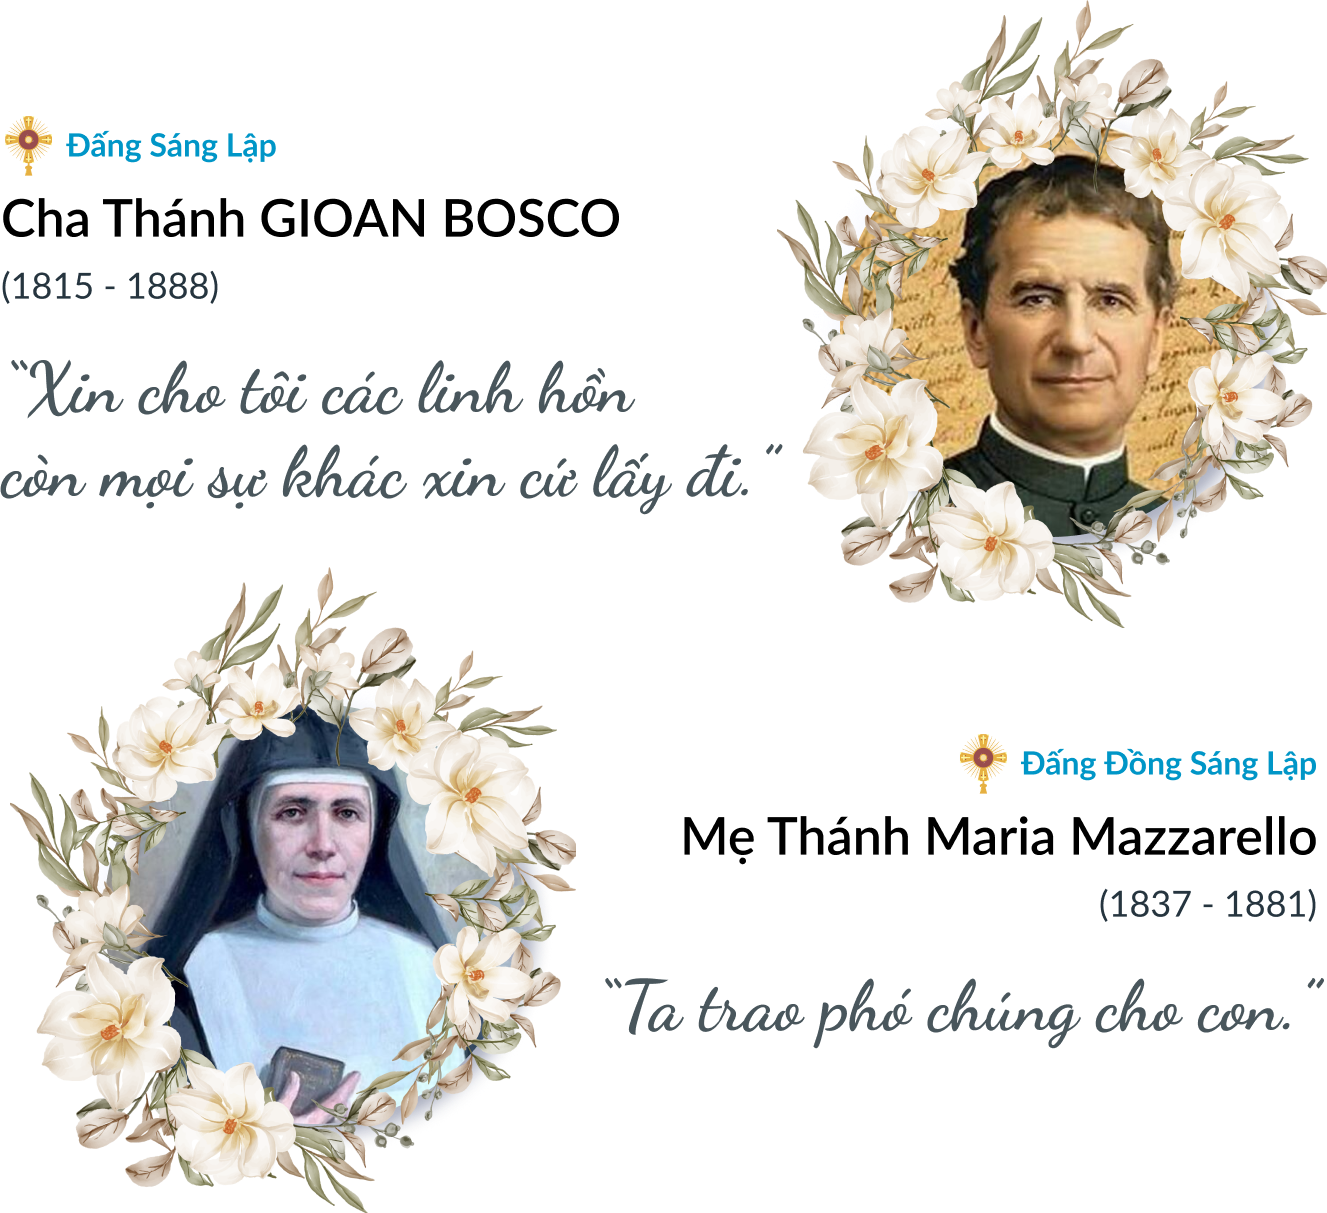 Đấng Sáng Lập
Cha Thánh GIOAN BOSCO
(1815 - 1888)
“Xin cho tôi các linh hồn
còn mọi sự khác xin cứ lấy đi.”
Đấng Đồng Sáng Lập
Mẹ Thánh Maria Mazzarello
(1837 - 1881)
“Ta trao phó chúng cho con.”